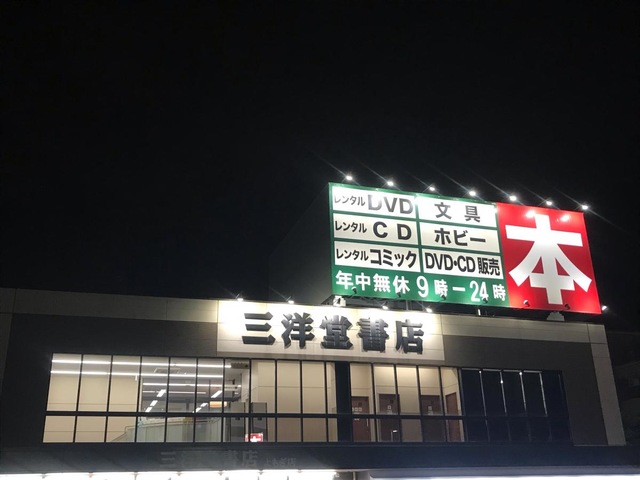 レンタルDVD 文具
レンタルCD ホビー
レンタルコミック DVD・CD販売
年中無休 9時－24時
本
三洋堂書店